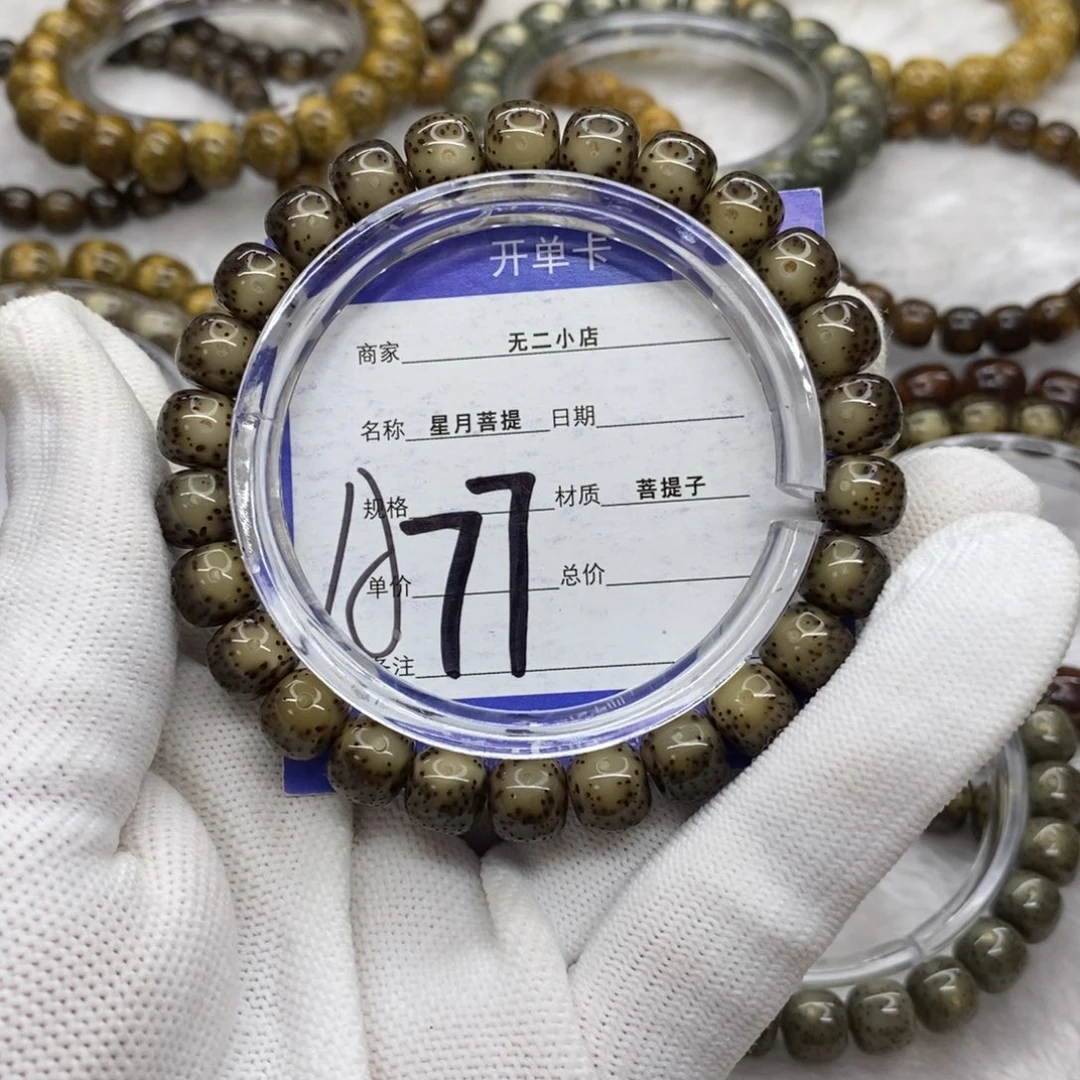 开单卡
商家 无二小店
名称 星月菩提 日期
规格 材质 菩提子
单价 总价
备注
77